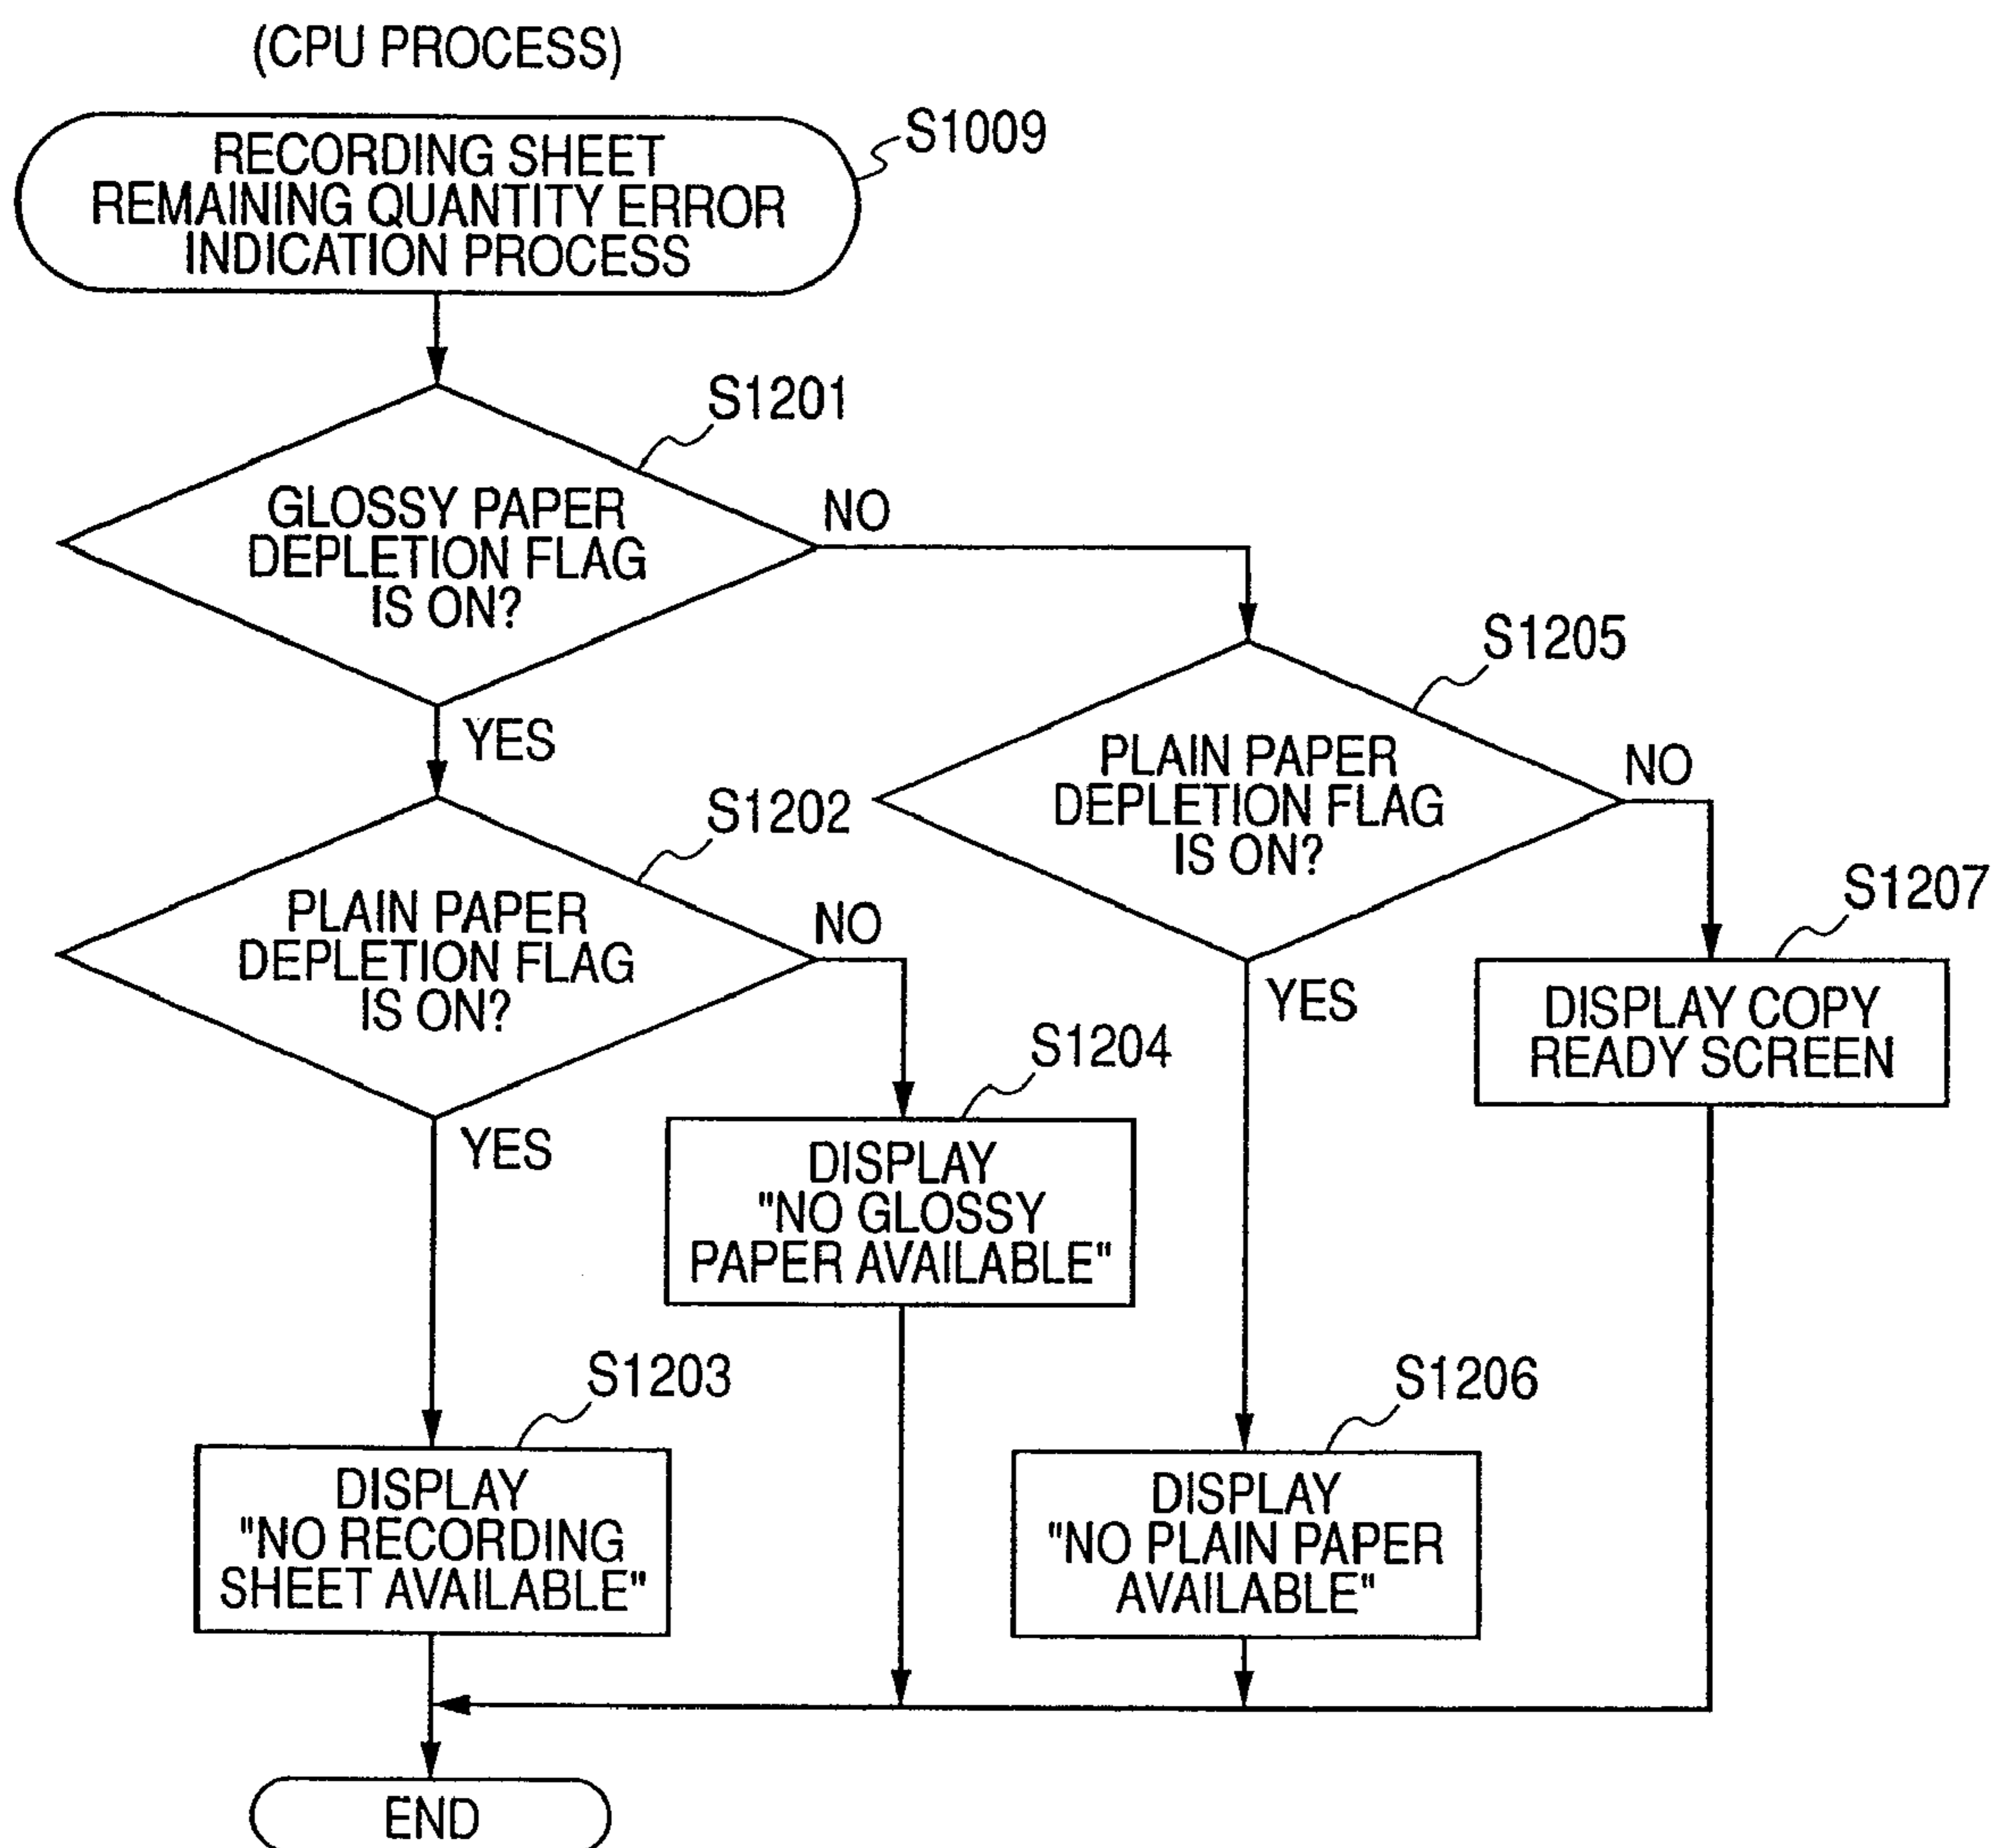 (CPU PROCESS)
RECORDING SHEET
REMAINING QUANTITY ERROR
INDICATION PROCESS
S1009
S1201
GLOSSY PAPER
DEPLETION FLAG
IS ON?
NO
YES
S1205
PLAIN PAPER
DEPLETION FLAG
IS ON?
NO
YES
S1202
PLAIN PAPER
DEPLETION FLAG
IS ON?
NO
YES
S1207
DISPLAY COPY
READY SCREEN
S1204
DISPLAY
"NO GLOSSY
PAPER AVAILABLE"
S1203
DISPLAY
"NO RECORDING
SHEET AVAILABLE"
S1206
DISPLAY
"NO PLAIN PAPER
AVAILABLE"
END